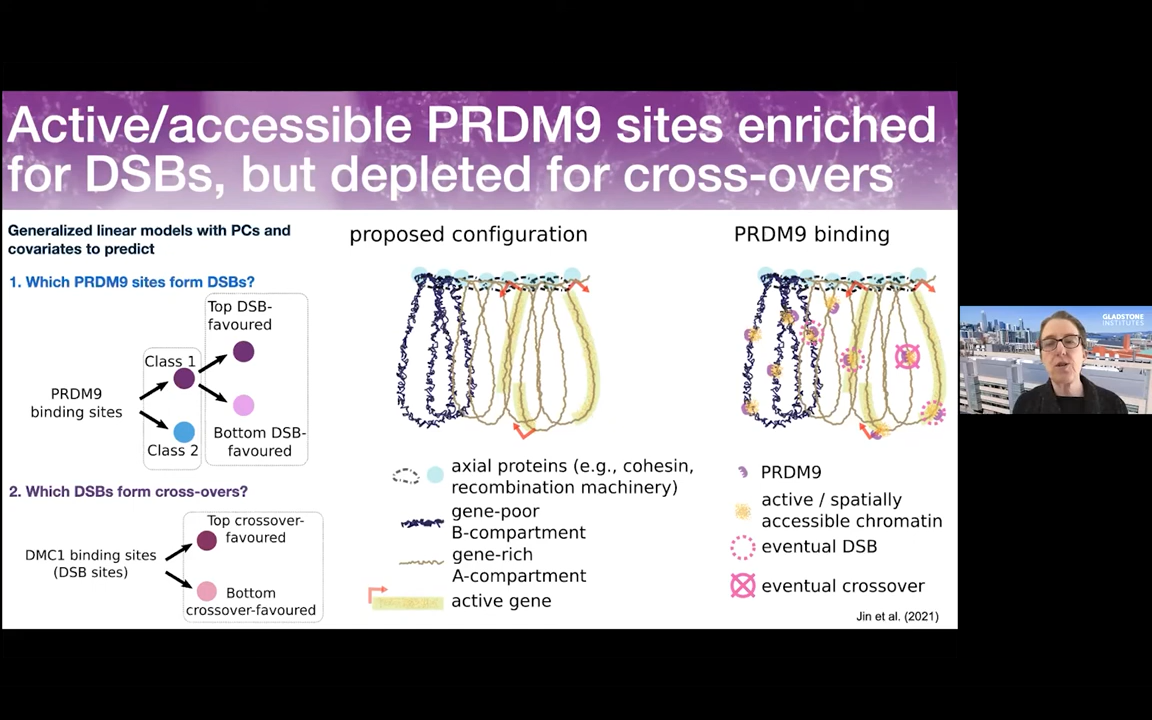 Active/accessible PRDM9 sites enriched
for DSBs, but depleted for cross-overs
Generalized linear models with PCs and
covariates to predict
1. Which PRDM9 sites form DSBs?
Top DSB-
favoured
Class 1
PRDM9
binding sites
Class 2
Bottom DSB-
favoured
2. Which DSBs form cross-overs?
Top crossover-
favoured
DMC1 binding sites
(DSB sites)
Bottom
crossover-favoured
proposed configuration
axial proteins (e.g., cohesin,
recombination machinery)
gene-poor
B-compartment
gene-rich
A-compartment
active gene
PRDM9 binding
PRDM9
active / spatially
accessible chromatin
eventual DSB
eventual crossover
Jin et al. (2021)
GLADSTONE
INSTITUTES